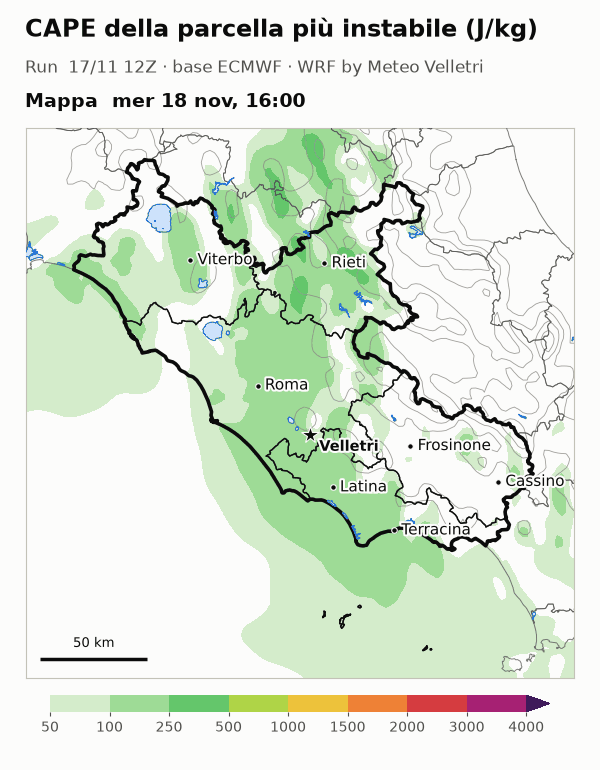 CAPE della parcella più instabile (J/kg)
Run  17/11 12Z · base ECMWF · WRF by Meteo Velletri
Mappa  mer 18 nov, 16:00
Viterbo
Rieti
Roma
Velletri
Frosinone
Latina
Cassino
Terracina
50 km
50 100 250 500 1000 1500 2000 3000 4000